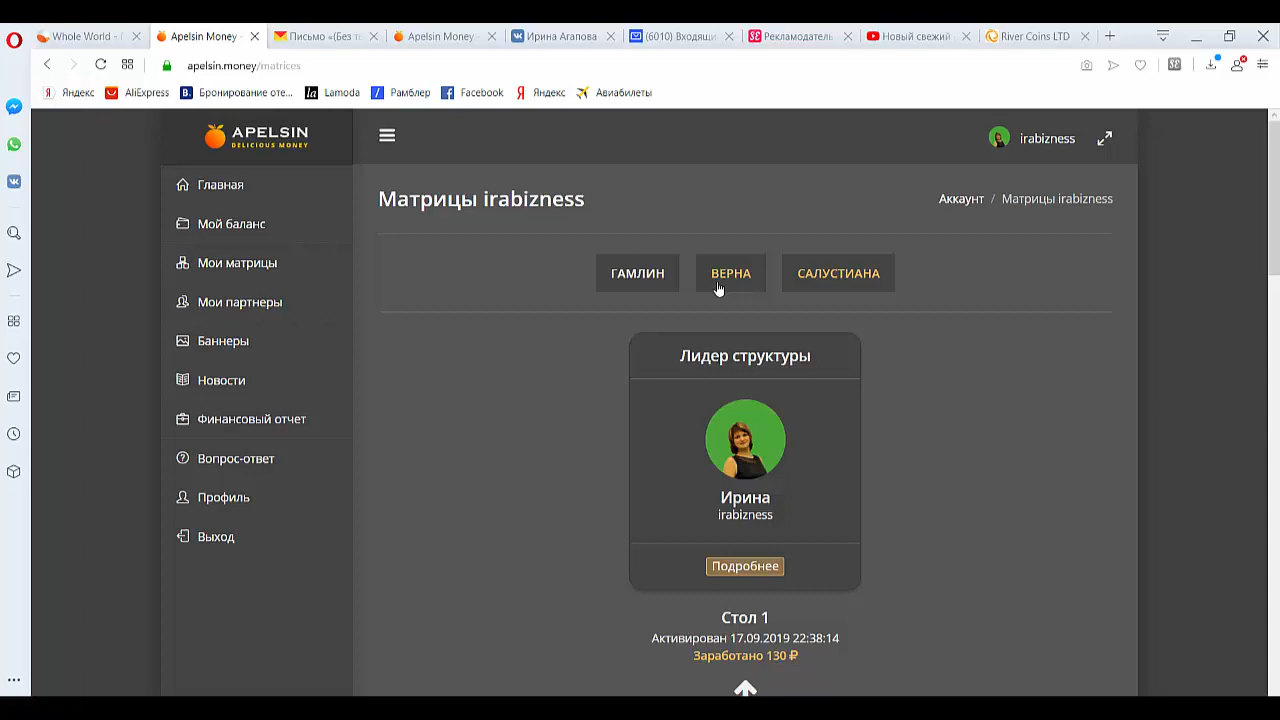 Whole World -
Apelsin Money -
Письмо «(Без т
Apelsin Money -
Ирина Агапова
(6010) Входящи
Рекламодатель
Новый свежий
River Coins LTD
apelsin.money/matrices
Яндекс
AliExpress
Бронирование оте...
Lamoda
Рамблер
Facebook
Яндекс
Авиабилеты
APELSIN
DELICIOUS MONEY
irabizness
Главная
Мой баланс
Мои матрицы
Мои партнеры
Баннеры
Новости
Финансовый отчет
Вопрос-ответ
Профиль
Выход
Матрицы irabizness
Аккаунт / Матрицы irabizness
ГАМЛИН
ВЕРНА
САЛУСТИАНА
Лидер структуры
Ирина
irabizness
Подробнее
Стол 1
Активирован 17.09.2019 22:38:14
Заработано 130 ₽